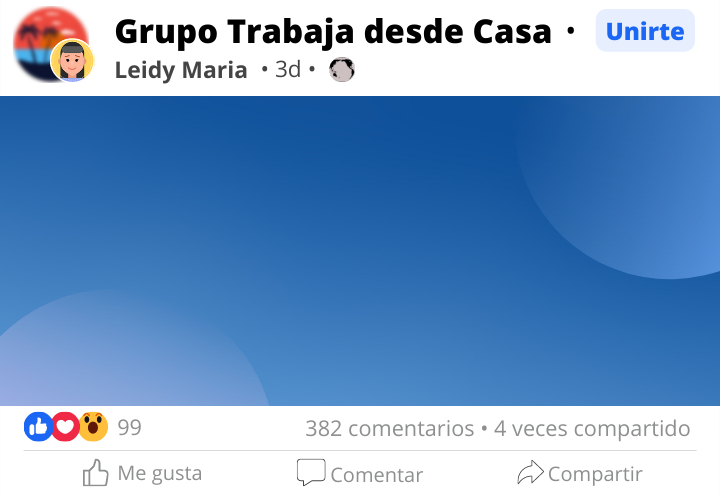 Grupo Trabaja desde Casa · Unirte
Leidy Maria • 3d •
99 382 comentarios • 4 veces compartido
Me gusta Comentar Compartir